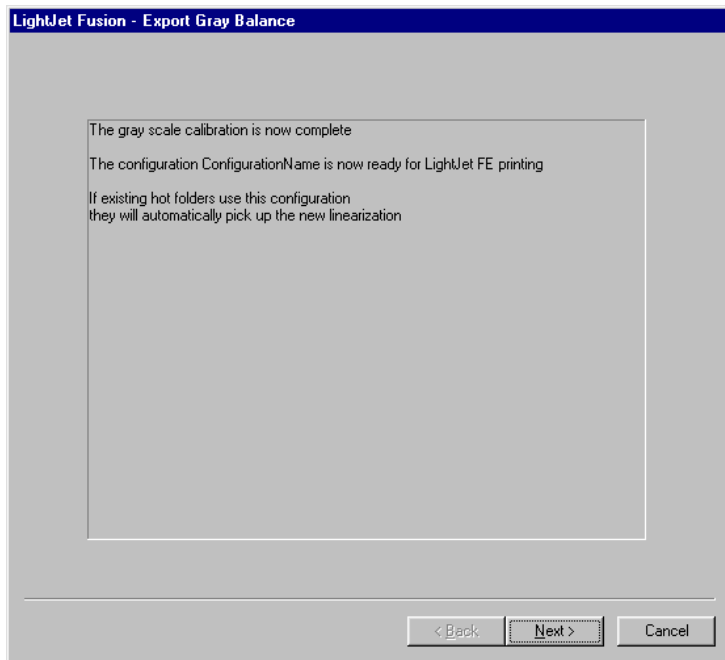 LightJet Fusion - Export Gray Balance
The gray scale calibration is now complete
The configuration ConfigurationName is now ready for LightJet FE printing
If existing hot folders use this configuration
they will automatically pick up the new linearization
< Back
Next >
Cancel